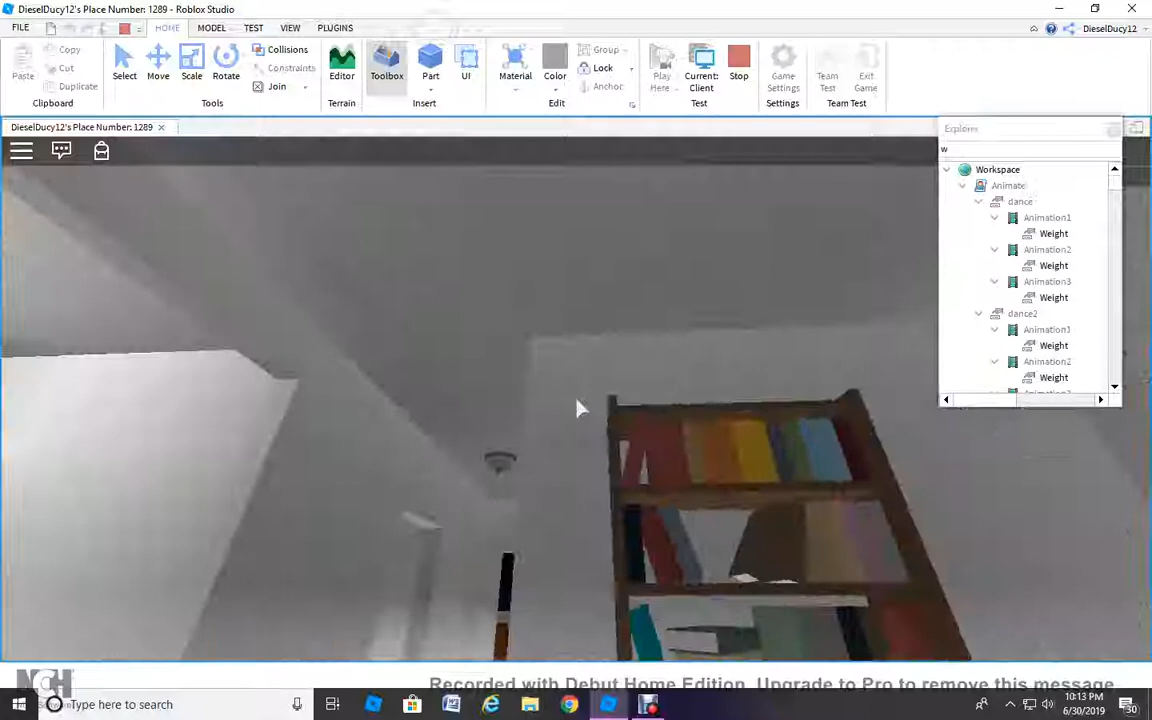 DieselDucy12's Place Number: 1289 - Roblox Studio
FILE HOME MODEL TEST VIEW PLUGINS DieselDucy12
Paste Copy Cut Duplicate Clipboard
Select Move Scale Rotate Collisions Constraints Join Tools
Editor Terrain
Toolbox Part UI Insert
Material Color Group Lock Anchor Edit
Play Here Current: Client Stop Test
Game Settings Settings
Team Test Exit Game Team Test
DieselDucy12's Place Number: 1289
Explorer
w
Workspace
Animate
dance
Animation1
Weight
Animation2
Weight
Animation3
Weight
dance2
Animation1
Weight
Animation2
Weight
NCH
Recorded with Debut Home Edition. Upgrade to Pro to remove this message
Type here to search
10:13 PM
6/30/2019
30